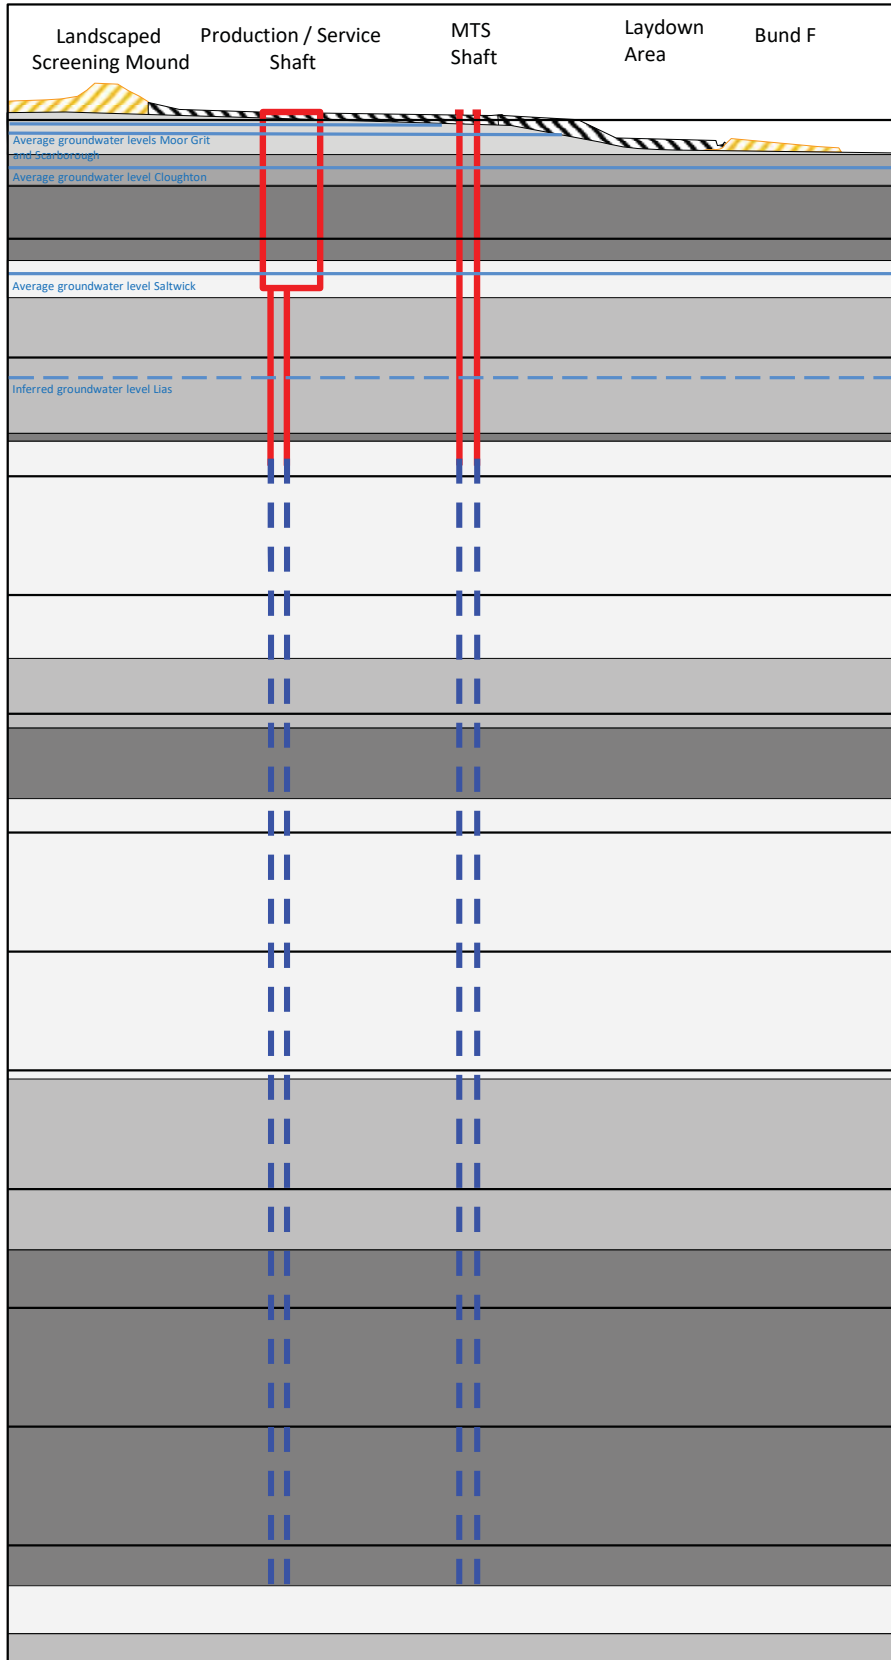 Landscaped
Screening Mound
Production / Service
Shaft
MTS
Shaft
Laydown
Area
Bund F
Average groundwater levels Moor Grit
and Scarborough
Average groundwater level Cloughton
Average groundwater level Saltwick
Inferred groundwater level Lias